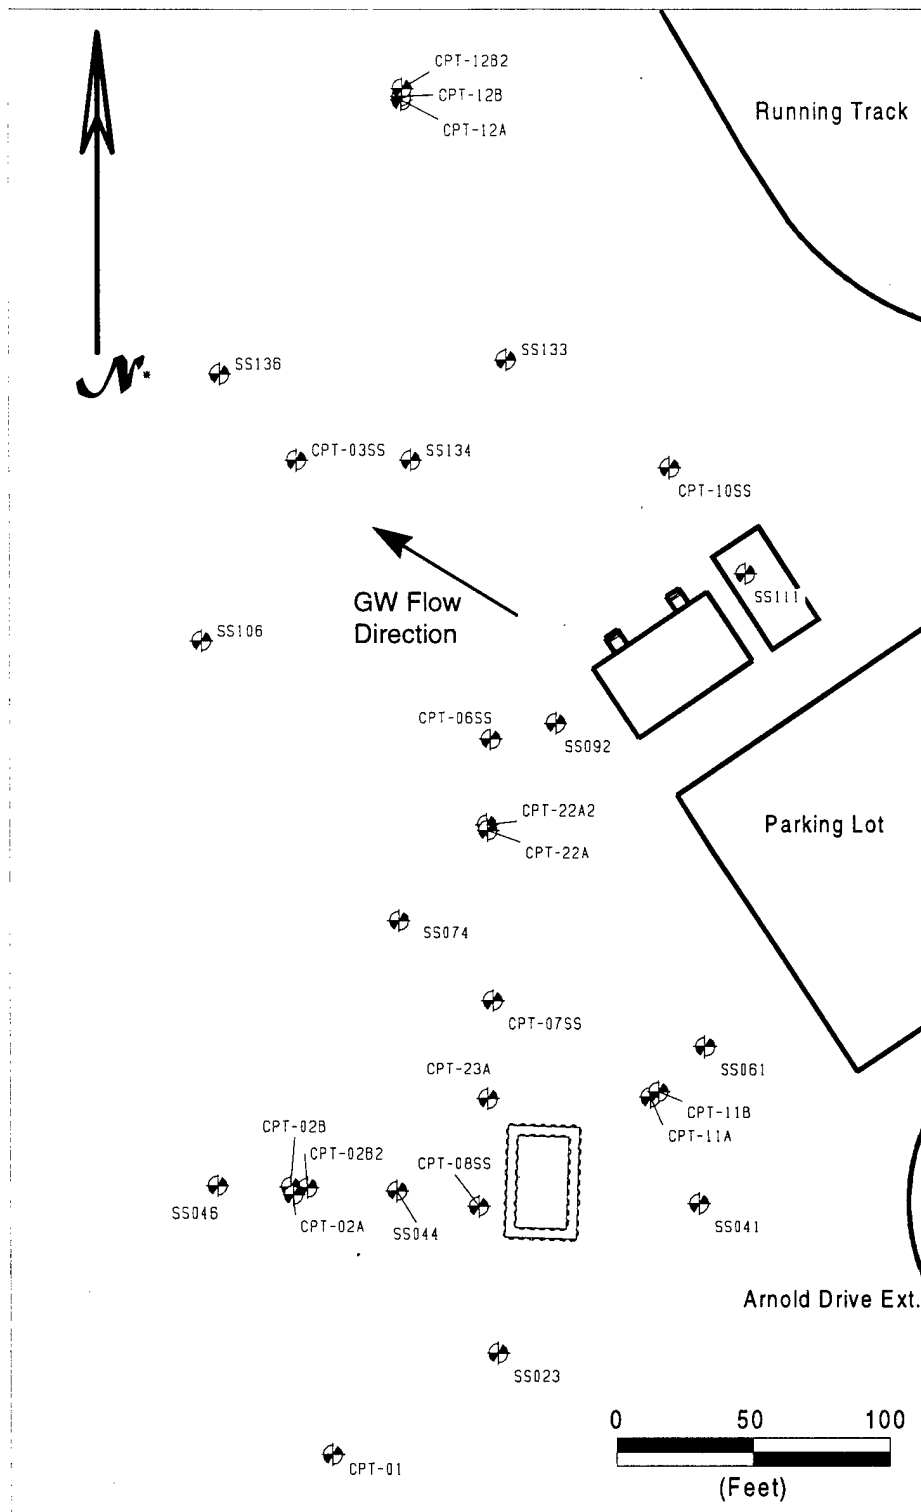 CPT-12B2
CPT-12B
CPT-12A
Running Track
N
SS136
SS133
CPT-03SS
SS134
CPT-10SS
SS111
GW Flow
Direction
SS106
CPT-06SS
SS092
CPT-22A2
CPT-22A
Parking Lot
SS074
CPT-07SS
SS061
CPT-23A
CPT-11B
CPT-11A
CPT-02B
CPT-02B2
CPT-08SS
SS046
CPT-02A
SS044
SS041
Arnold Drive Ext.
SS023
0 50 100
(Feet)
CPT-01